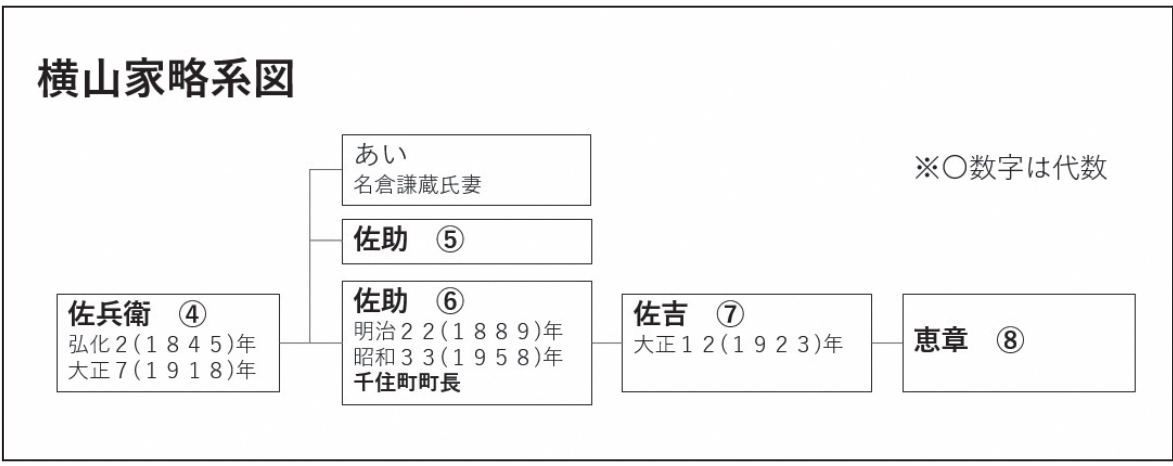 横山家略系図
※〇数字は代数
あい
名倉謙蔵氏妻
佐助　⑤
佐兵衛　④
弘化２(１８４５)年
大正７(１９１８)年
佐助　⑥
明治２２(１８８９)年
昭和３３(１９５８)年
千住町町長
佐吉　⑦
大正１２(１９２３)年
恵章　⑧